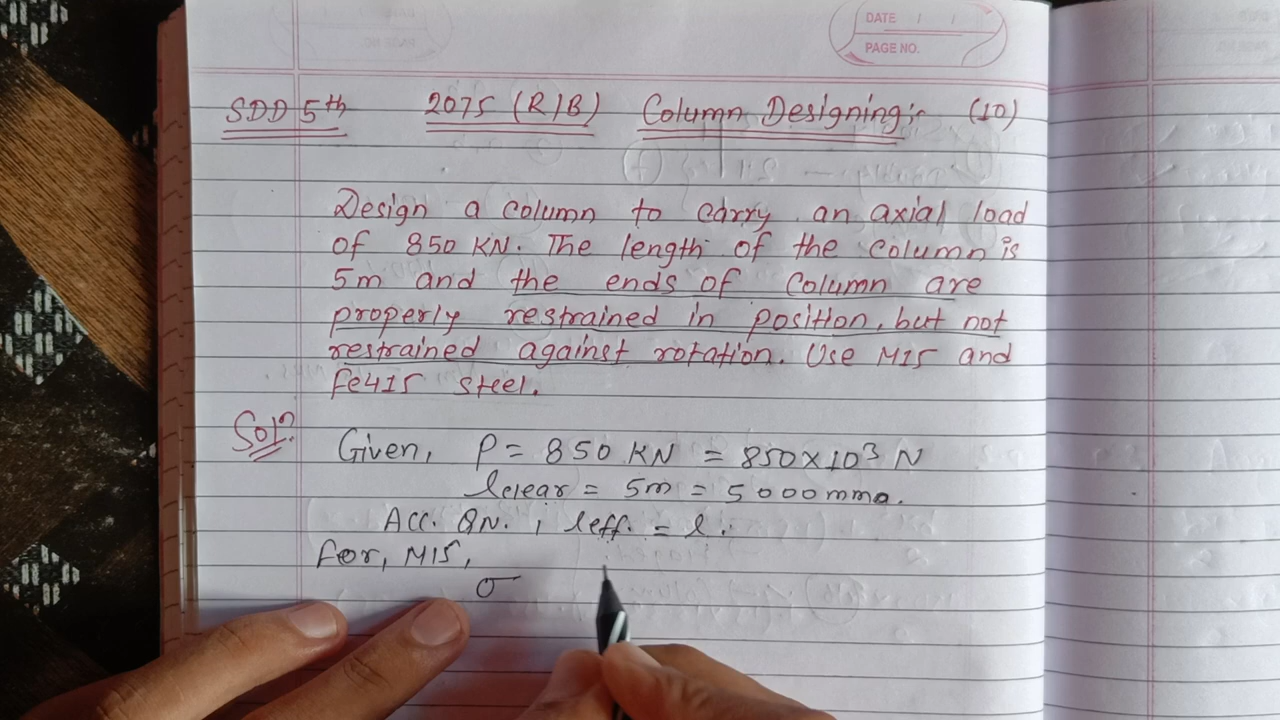 DATE / /
PAGE NO.
SDD 5th 2075 (R/B) Column Designing:- (10)
Design a column to carry an axial load
of 850 KN. The length of the column is
5m and the ends of column are
properly restrained in position, but not
restrained against rotation. Use M15 and
fe415 steel.
Solⁿ.
Given, P = 850 KN = 850×10³ N
lclear = 5m = 5000mm.
Acc. QN. , leff. = l.
for, M15,
σ